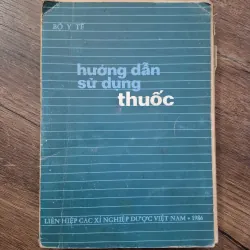 BỘ Y TẾ
hướng dẫn
sử dụng
thuốc
LIÊN HIỆP CÁC XÍ NGHIỆP DƯỢC VIỆT NAM • 1986